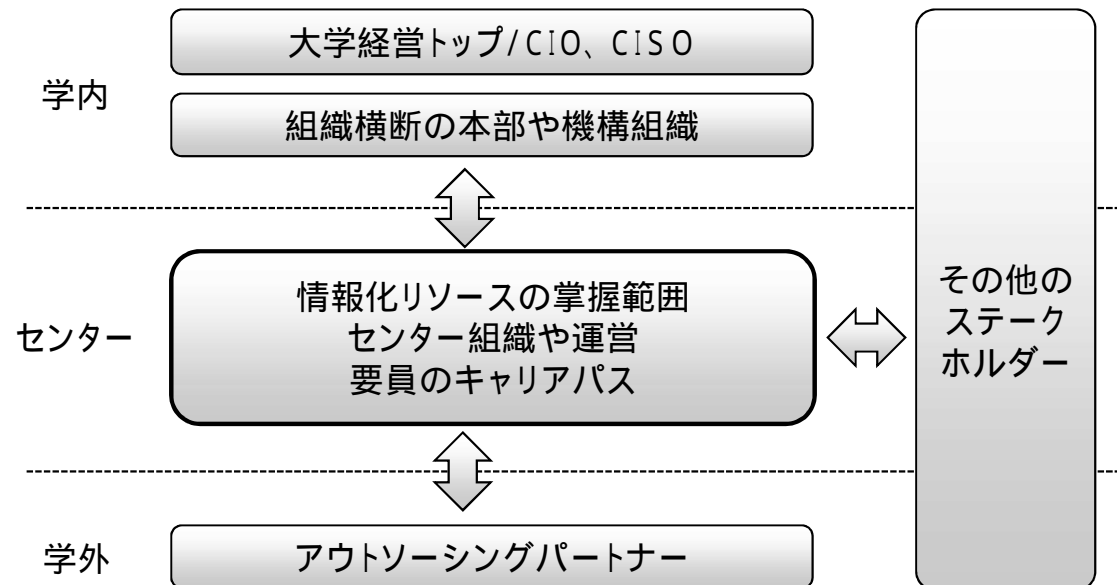 学内
大学経営トップ/CIO、CISO
組織横断の本部や機構組織
センター
情報化リソースの掌握範囲
センター組織や運営
要員のキャリアパス
その他の
ステーク
ホルダー
学外
アウトソーシングパートナー